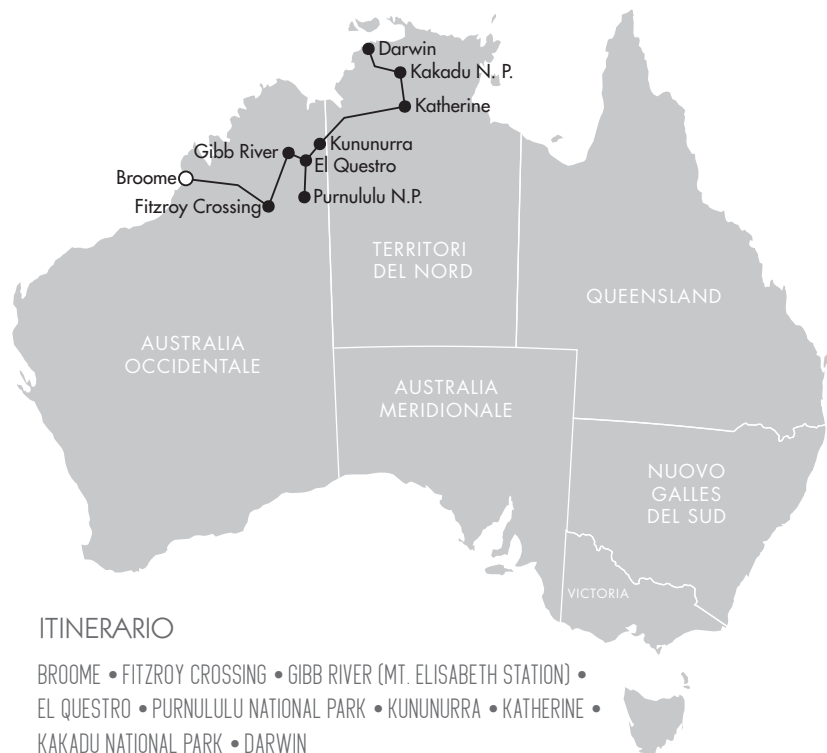 Darwin
Kakadu N. P.
Katherine
Kununurra
Gibb River
El Questro
Broome
Purnululu N.P.
Fitzroy Crossing
TERRITORI
DEL NORD
QUEENSLAND
AUSTRALIA
OCCIDENTALE
AUSTRALIA
MERIDIONALE
NUOVO
GALLES
DEL SUD
VICTORIA
ITINERARIO
BROOME • FITZROY CROSSING • GIBB RIVER (MT. ELISABETH STATION) •
EL QUESTRO • PURNULULU NATIONAL PARK • KUNUNURRA • KATHERINE •
KAKADU NATIONAL PARK • DARWIN